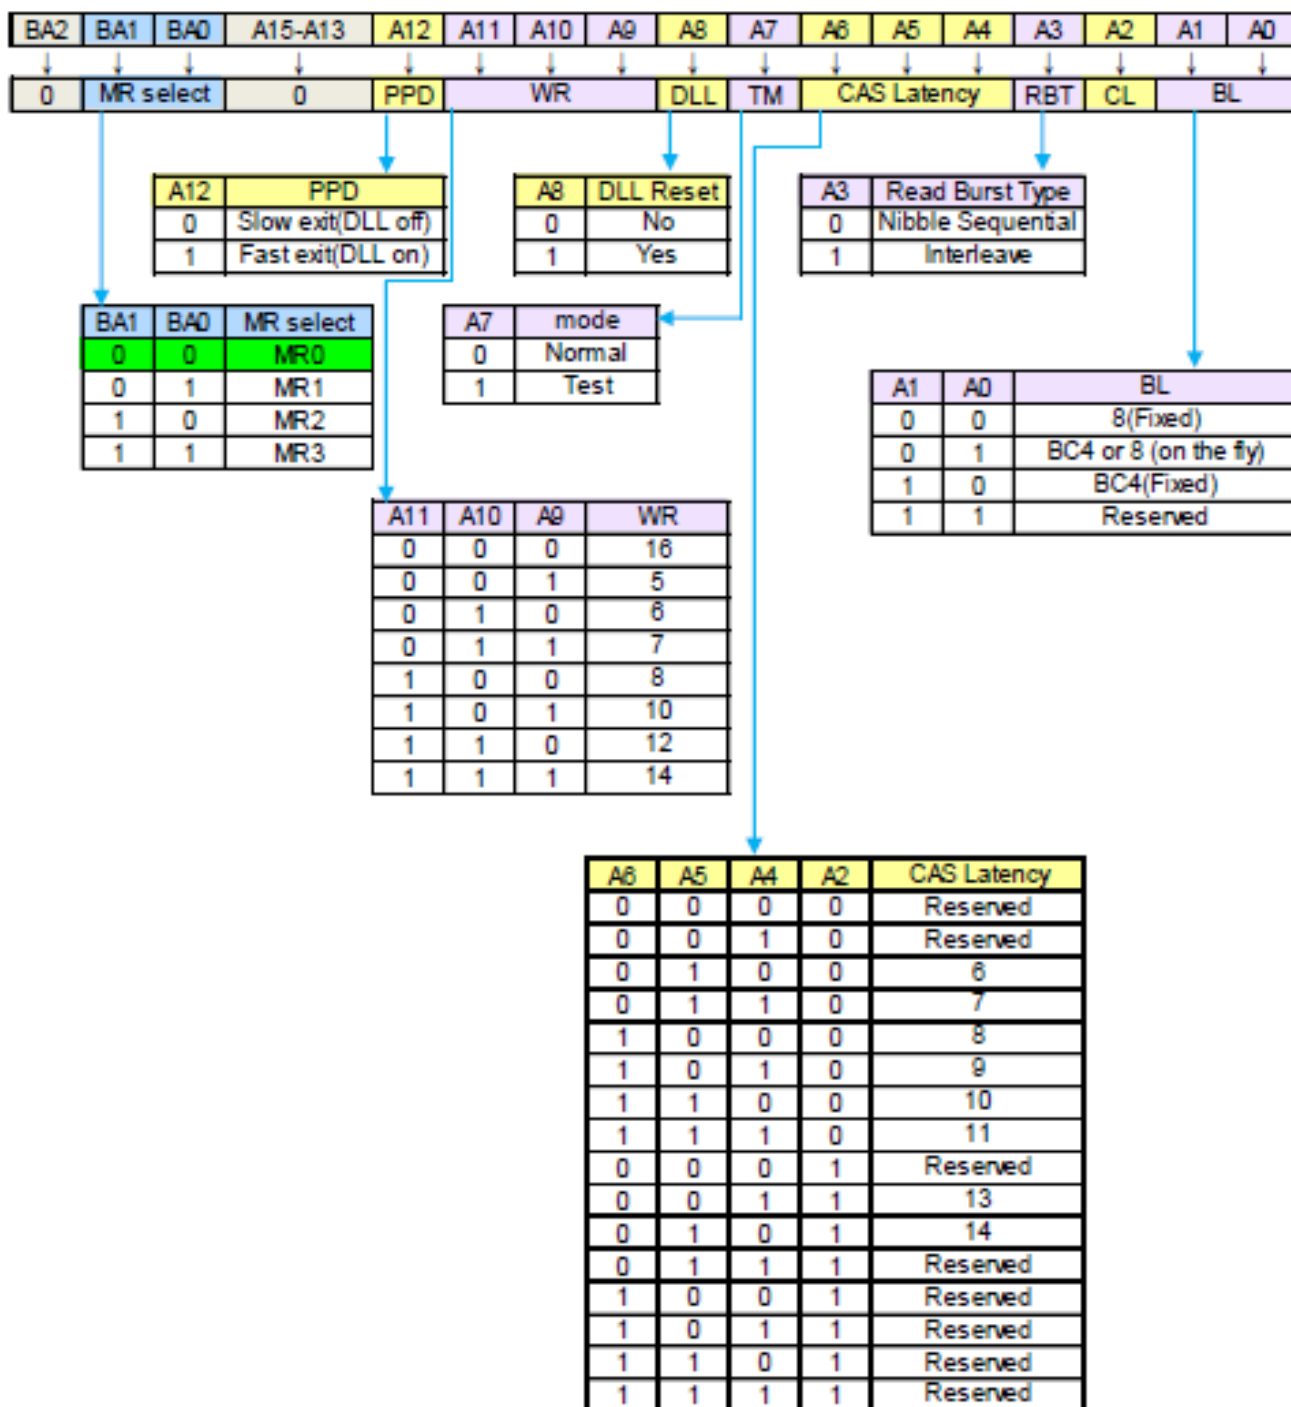 BA2 BA1 BA0 A15-A13 A12 A11 A10 A9 A8 A7 A6 A5 A4 A3 A2 A1 A0
0 MR select 0 PPD WR DLL TM CAS Latency RBT CL BL
A12 PPD
0 Slow exit(DLL off)
1 Fast exit(DLL on)
A8 DLL Reset
0 No
1 Yes
A3 Read Burst Type
0 Nibble Sequential
1 Interleave
BA1 BA0 MR select
0 0 MR0
0 1 MR1
1 0 MR2
1 1 MR3
A7 mode
0 Normal
1 Test
A1 A0 BL
0 0 8(Fixed)
0 1 BC4 or 8 (on the fly)
1 0 BC4(Fixed)
1 1 Reserved
A11 A10 A9 WR
0 0 0 16
0 0 1 5
0 1 0 6
0 1 1 7
1 0 0 8
1 0 1 10
1 1 0 12
1 1 1 14
A6 A5 A4 A2 CAS Latency
0 0 0 0 Reserved
0 0 1 0 Reserved
0 1 0 0 6
0 1 1 0 7
1 0 0 0 8
1 0 1 0 9
1 1 0 0 10
1 1 1 0 11
0 0 0 1 Reserved
0 0 1 1 13
0 1 0 1 14
0 1 1 1 Reserved
1 0 0 1 Reserved
1 0 1 1 Reserved
1 1 0 1 Reserved
1 1 1 1 Reserved